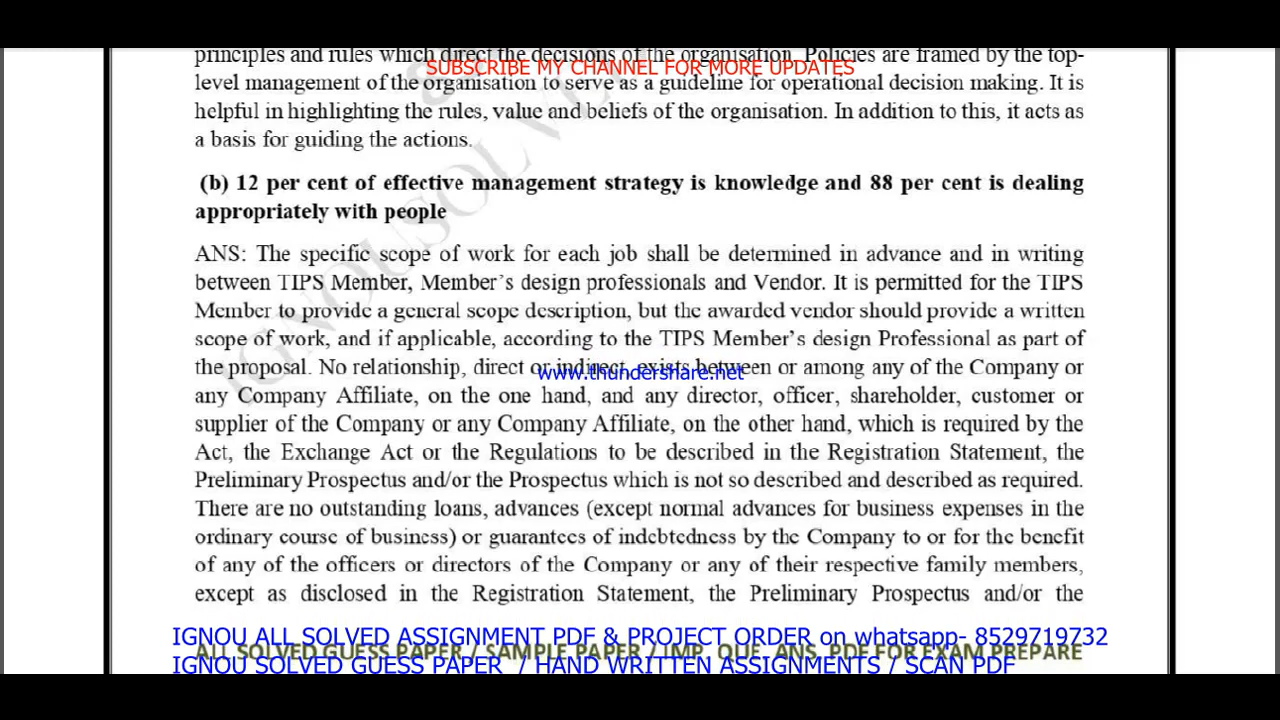 principles and rules which direct the decisions of the organisation. Policies are framed by the top-
SUBSCRIBE MY CHANNEL FOR MORE UPDATES
level management of the organisation to serve as a guideline for operational decision making. It is
helpful in highlighting the rules, value and beliefs of the organisation. In addition to this, it acts as
a basis for guiding the actions.
(b) 12 per cent of effective management strategy is knowledge and 88 per cent is dealing
appropriately with people
ANS: The specific scope of work for each job shall be determined in advance and in writing
between TIPS Member, Member's design professionals and Vendor. It is permitted for the TIPS
Member to provide a general scope description, but the awarded vendor should provide a written
scope of work, and if applicable, according to the TIPS Member's design Professional as part of
the proposal. No relationship, direct or indirect, exists between or among any of the Company or
www.thundershare.net
any Company Affiliate, on the one hand, and any director, officer, shareholder, customer or
supplier of the Company or any Company Affiliate, on the other hand, which is required by the
Act, the Exchange Act or the Regulations to be described in the Registration Statement, the
Preliminary Prospectus and/or the Prospectus which is not so described and described as required.
There are no outstanding loans, advances (except normal advances for business expenses in the
ordinary course of business) or guarantees of indebtedness by the Company to or for the benefit
of any of the officers or directors of the Company or any of their respective family members,
except as disclosed in the Registration Statement, the Preliminary Prospectus and/or the
IGNOU ALL SOLVED ASSIGNMENT PDF & PROJECT ORDER on whatsapp- 8529719732
ALL SOLVED GUESS PAPER / SAMPLE PAPER / IMP. QUE. ANS. PDF FOR EXAM PREPARE
IGNOU SOLVED GUESS PAPER / HAND WRITTEN ASSIGNMENTS / SCAN PDF